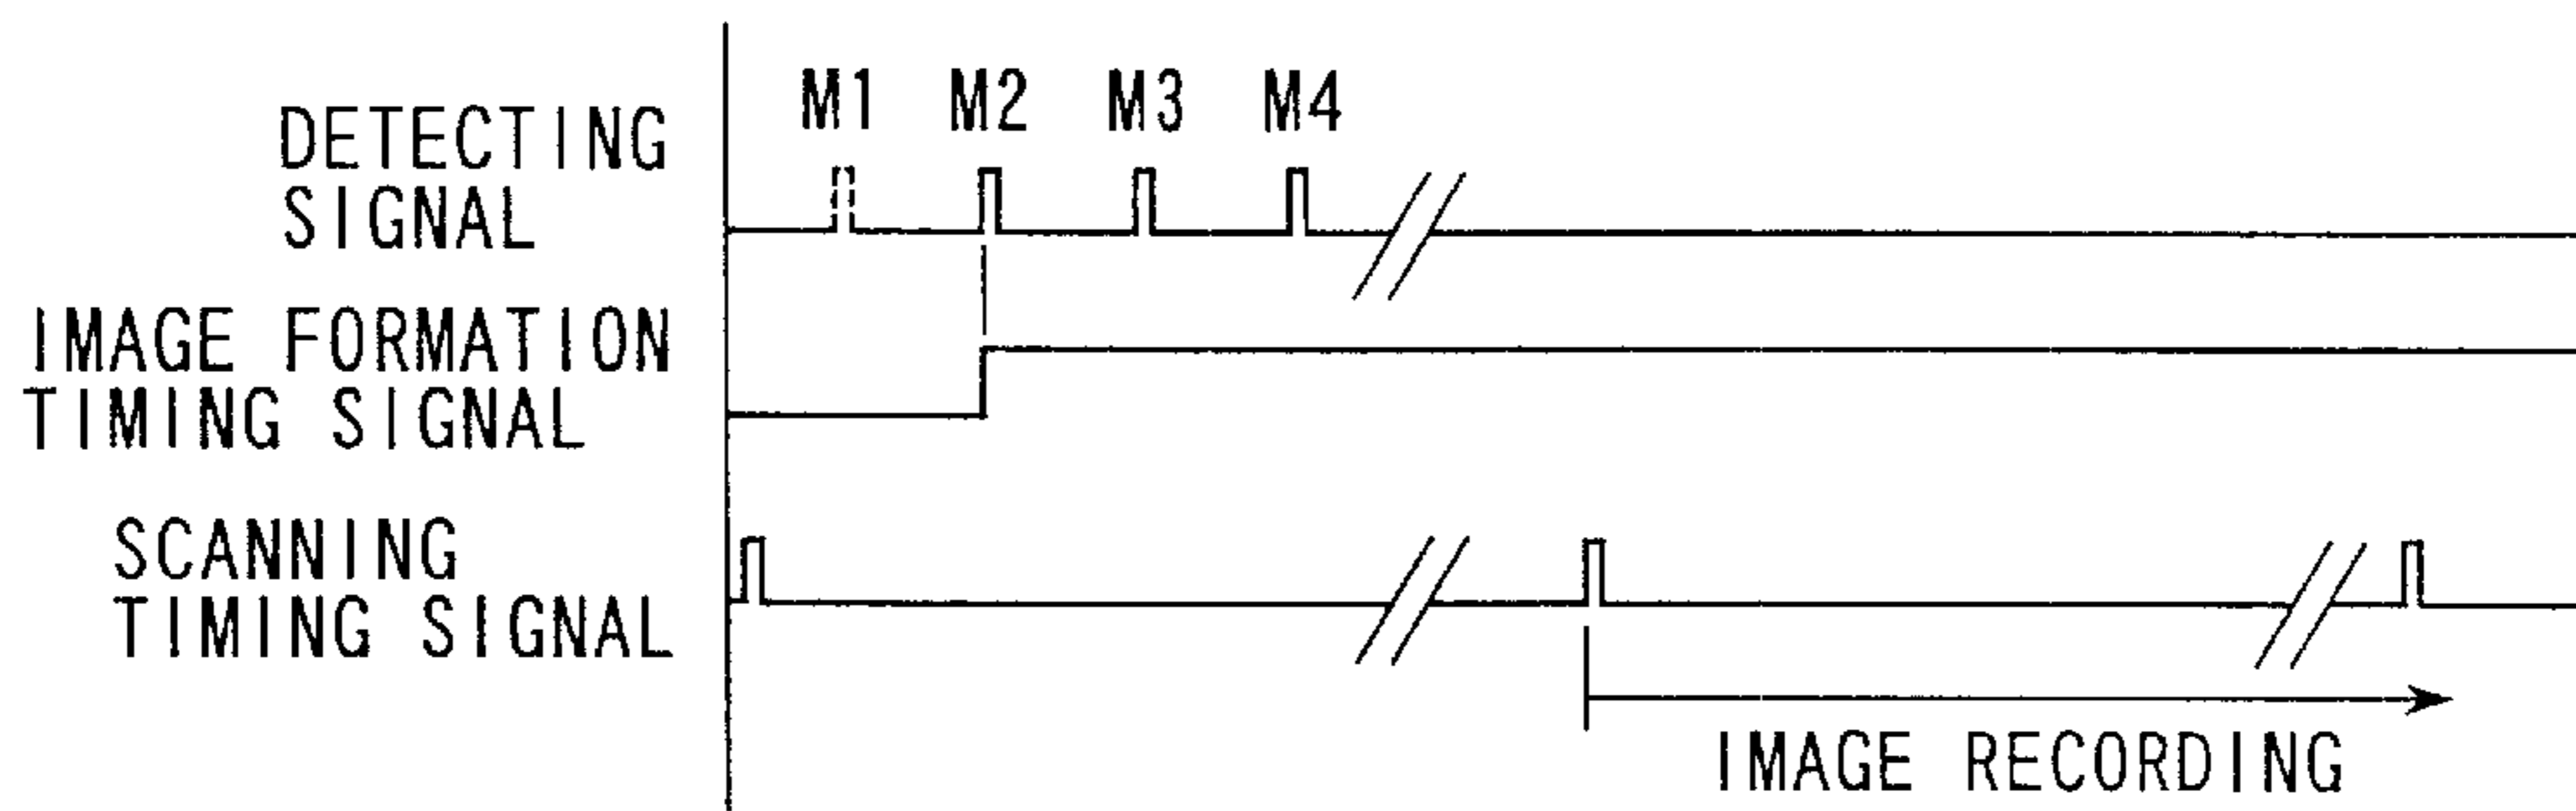 M1 M2 M3 M4
DETECTING
SIGNAL
IMAGE FORMATION
TIMING SIGNAL
SCANNING
TIMING SIGNAL
IMAGE RECORDING